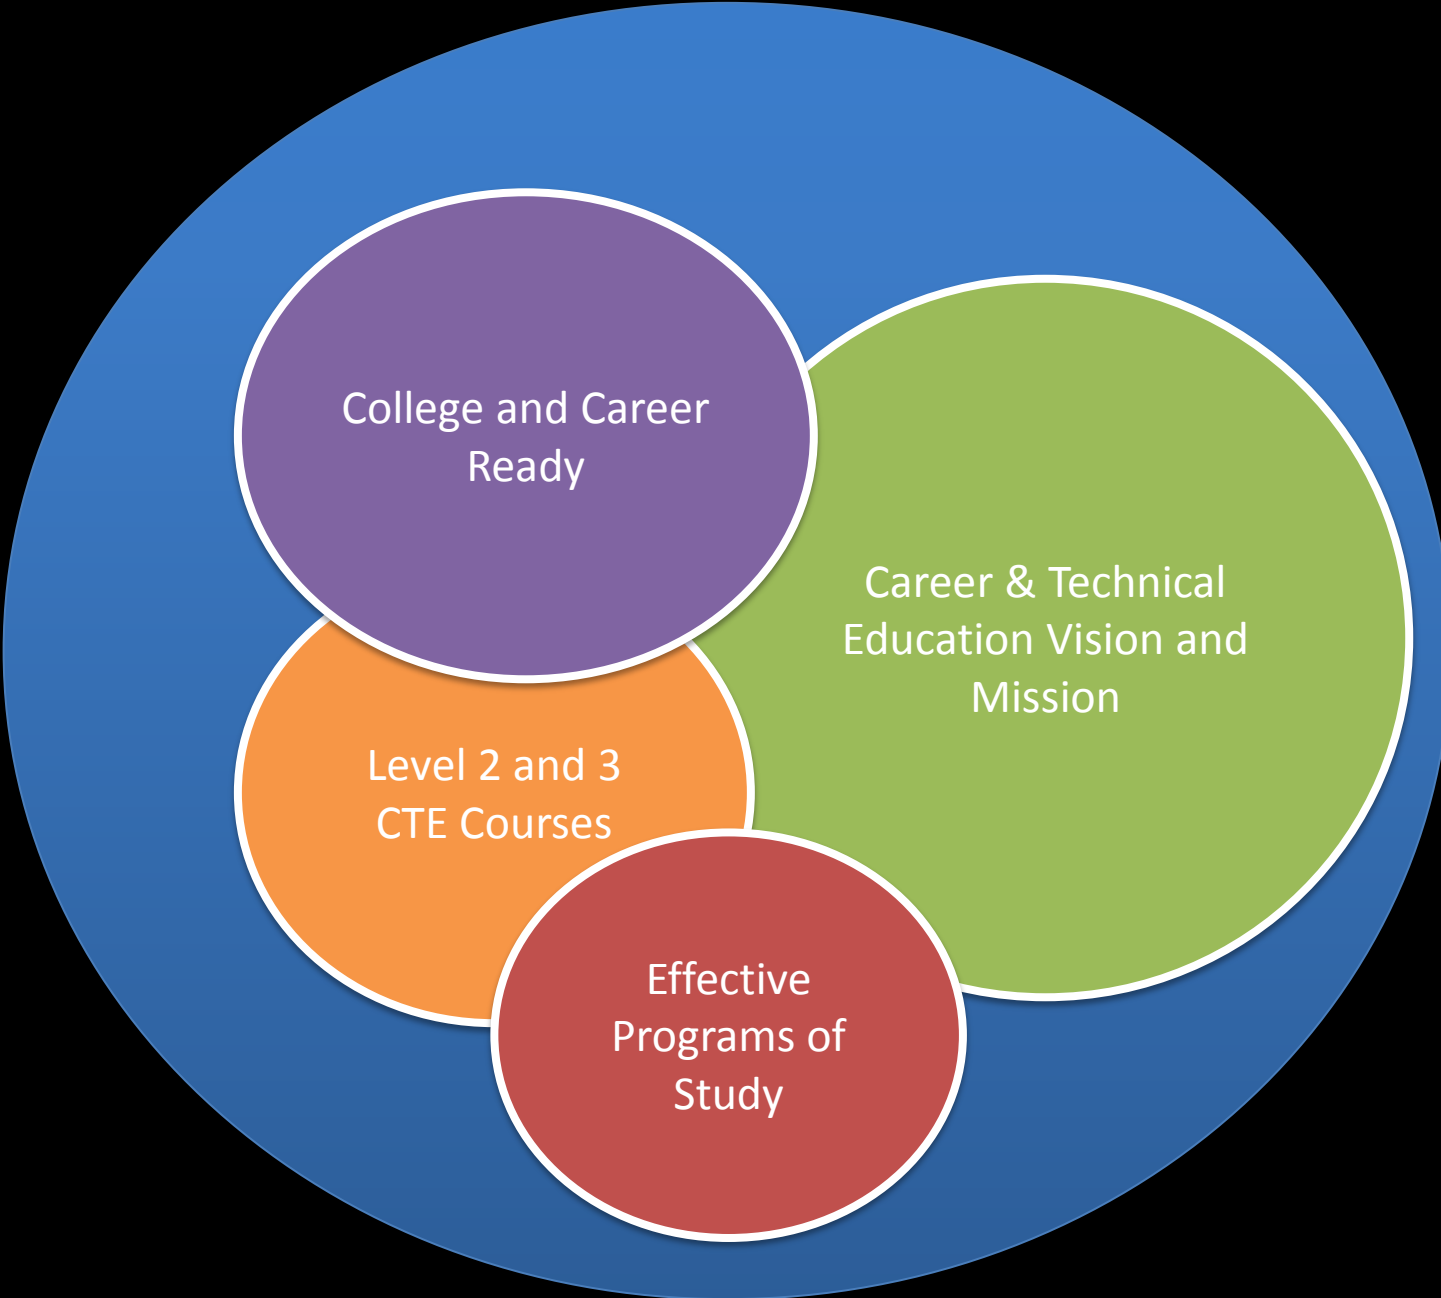 College and Career
Ready
Career & Technical
Education Vision and
Mission
Level 2 and 3
CTE Courses
Effective
Programs of
Study